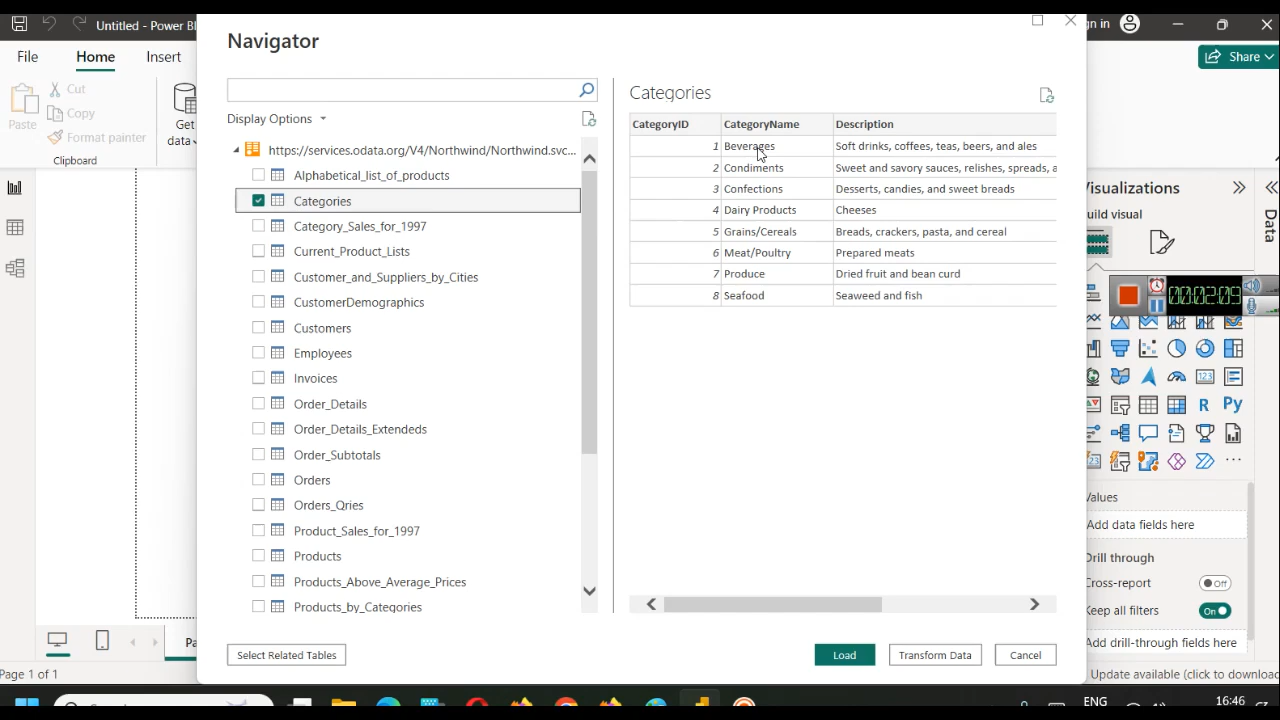 Untitled - Power B
in
File
Home
Insert
Share
Paste
Cut
Copy
Format painter
Get
data
Clipboard
Navigator
Display Options
https://services.odata.org/V4/Northwind/Northwind.svc...
Alphabetical_list_of_products
Categories
Category_Sales_for_1997
Current_Product_Lists
Customer_and_Suppliers_by_Cities
CustomerDemographics
Customers
Employees
Invoices
Order_Details
Order_Details_Extendeds
Order_Subtotals
Orders
Orders_Qries
Product_Sales_for_1997
Products
Products_Above_Average_Prices
Products_by_Categories
Categories
CategoryID CategoryName Description
1 Beverages Soft drinks, coffees, teas, beers, and ales
2 Condiments Sweet and savory sauces, relishes, spreads, a
3 Confections Desserts, candies, and sweet breads
4 Dairy Products Cheeses
5 Grains/Cereals Breads, crackers, pasta, and cereal
6 Meat/Poultry Prepared meats
7 Produce Dried fruit and bean curd
8 Seafood Seaweed and fish
Select Related Tables
Load
Transform Data
Cancel
Visualizations
uild visual
Data
00:02:09
123
R
Py
...
Values
Add data fields here
Drill through
Cross-report
Off
Keep all filters
On
Add drill-through fields here
Pa
Page 1 of 1
Update available (click to download
ENG
16:46